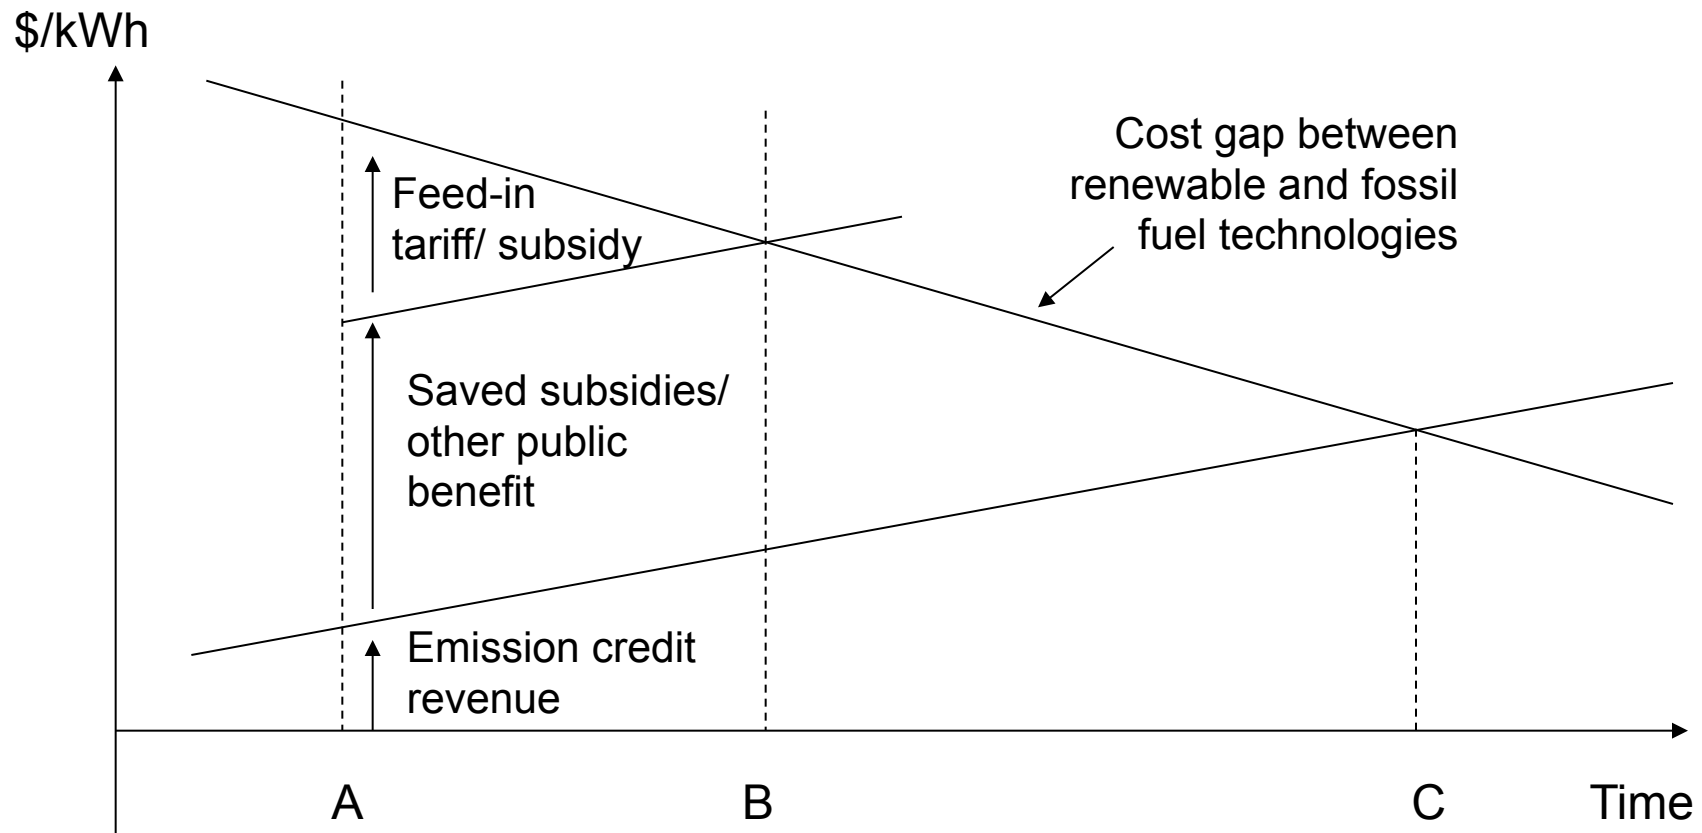 $/kWh
Cost gap between
renewable and fossil
fuel technologies
Feed-in
tariff/ subsidy
Saved subsidies/
other public
benefit
Emission credit
revenue
A
B
C
Time